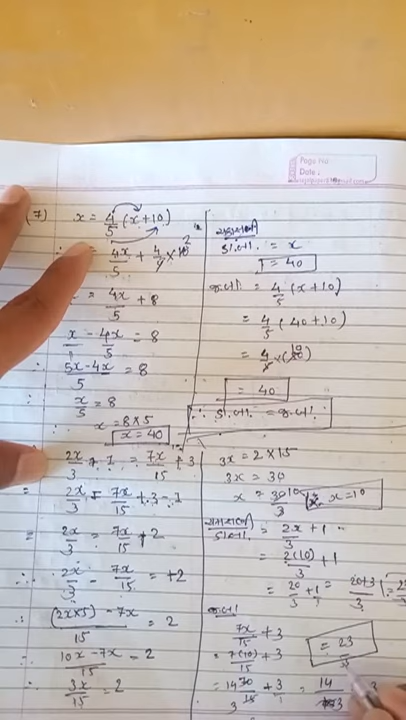 Page No
Date :
(7) x = 4/5 (x+10)
= 4x/5 + 4/5 × 10 2
= 4x/5 + 8
x - 4x/5 = 8
∴ 5x-4x/5 = 8
∴ x/5 = 8
∴ x = 8×5
x = 40
ડા.બા. = x
= 40
જ.બા. = 4/5 (x+10)
= 4/5 (40+10)
= 40
∴ ડા.બા. = જ.બા.
2x/3 + 1 = 7x/15 + 3
= 2x/3 = 7x/15 + 3 - 1
= 2x/3 = 7x/15 + 2
∴ 2x/3 - 7x/15 = +2
∴ (2x×5) - 7x/15 = 2
10x-7x/15 = 2
3x/15 = 2
3x = 2×15
3x = 30
x = 30/3 10
x = 10
ડા.બા. = 2x/3 + 1
= 2(10)/3 + 1
= 20/3 + 1/1 = 20+3/3
જ.બા.
7x/15 + 3
= 7(10)/15 + 3
= 23